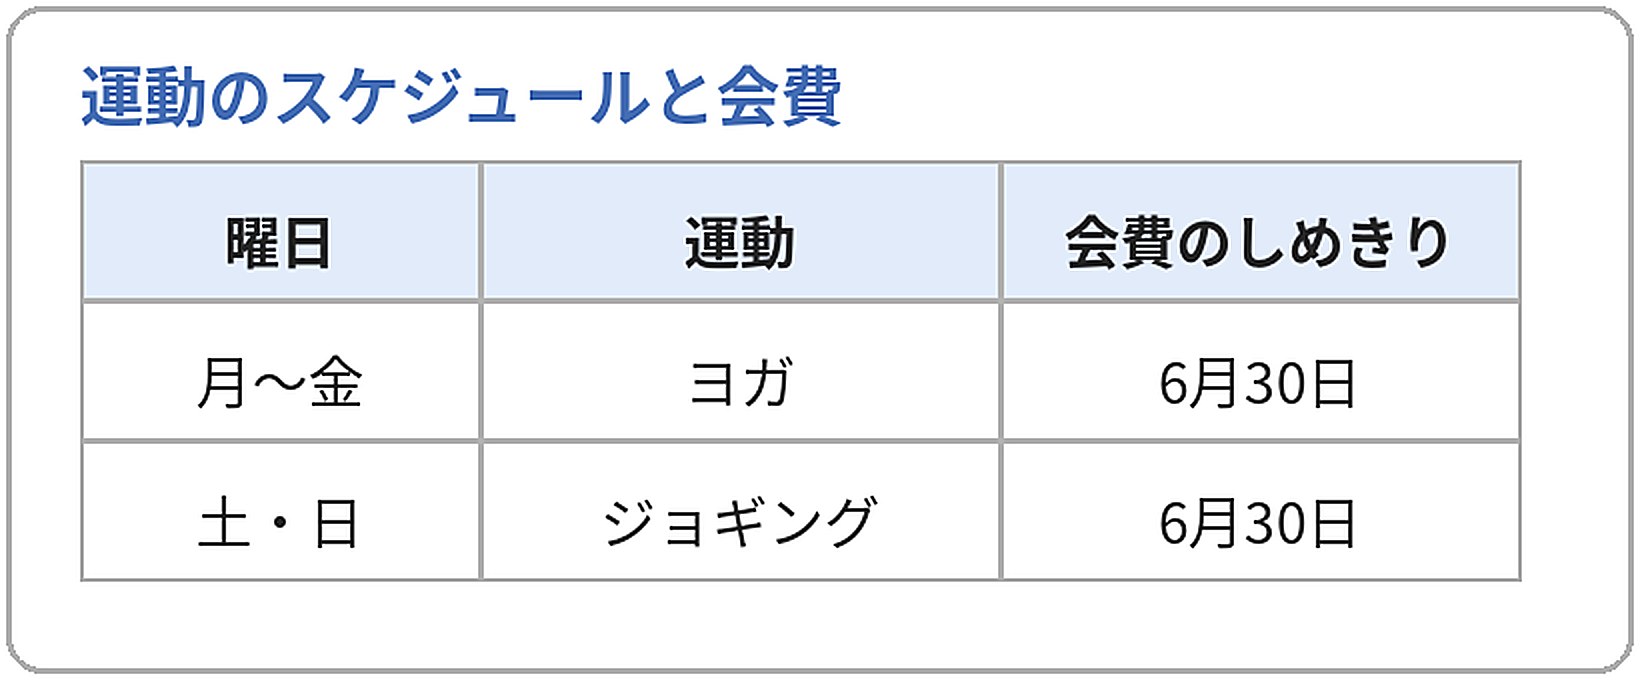 運動のスケジュールと会費
曜日 運動 会費のしめきり
月～金 ヨガ 6月30日
土・日 ジョギング 6月30日